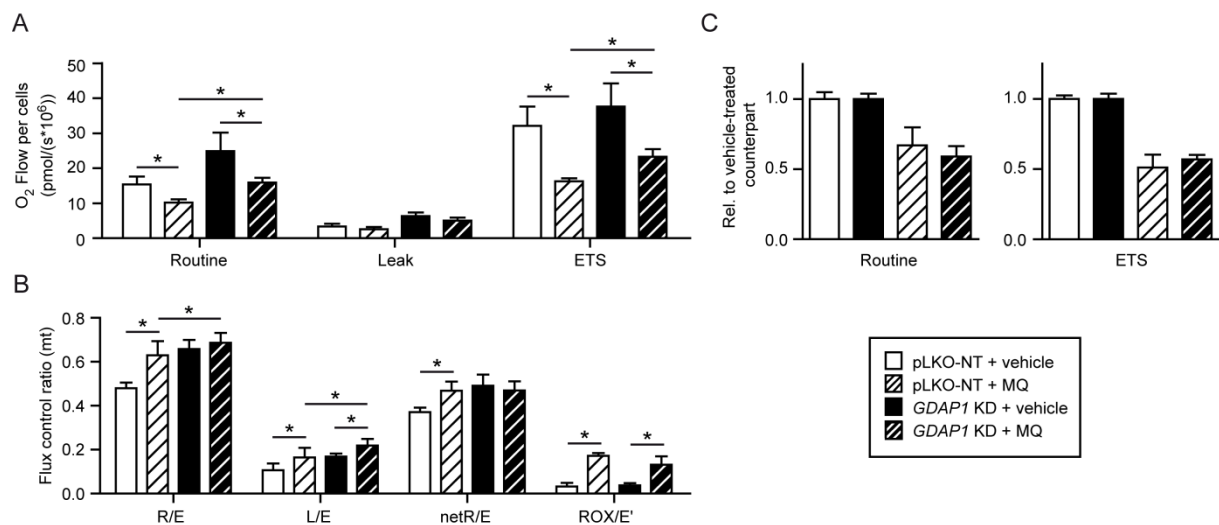 A
O2 Flow per cells
(pmol/(s*10^6))
50
40
30
20
10
0
* * * * * *
Routine Leak ETS
C
Rel. to vehicle-treated
counterpart
1.0
0.5
0.0
Routine
1.0
0.5
0.0
ETS
B
Flux control ratio (mt)
0.8
0.6
0.4
0.2
0.0
* * * * * * * *
R/E L/E netR/E ROX/E'
pLKO-NT + vehicle
pLKO-NT + MQ
GDAP1 KD + vehicle
GDAP1 KD + MQ